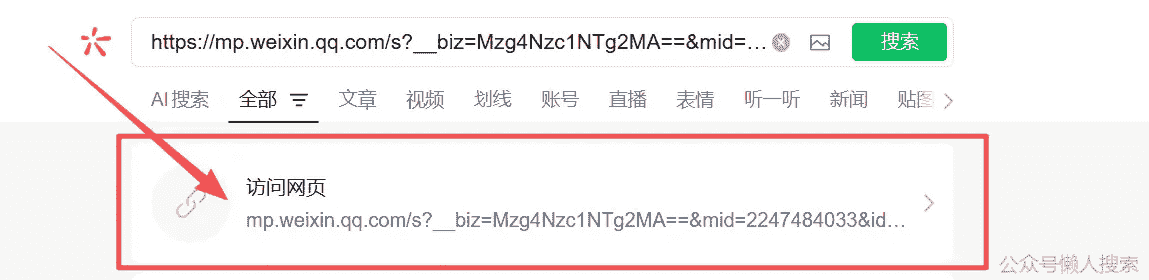 https://mp.weixin.qq.com/s?__biz=Mzg4Nzc1NTg2MA==&mid=…
搜索
AI搜索 全部 文章 视频 划线 账号 直播 表情 听一听 新闻 贴图
访问网页
mp.weixin.qq.com/s?__biz=Mzg4Nzc1NTg2MA==&mid=2247484033&id…
公众号懒人搜索